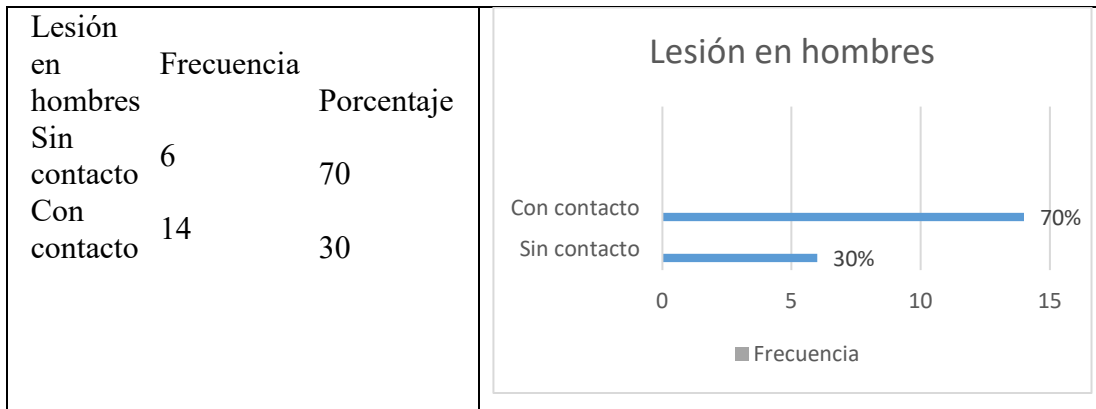 Lesión
en
hombres
Frecuencia
Porcentaje
Sin
contacto
6
70
Con
contacto
14
30
Lesión en hombres
Con contacto
70%
Sin contacto
30%
0 5 10 15
Frecuencia